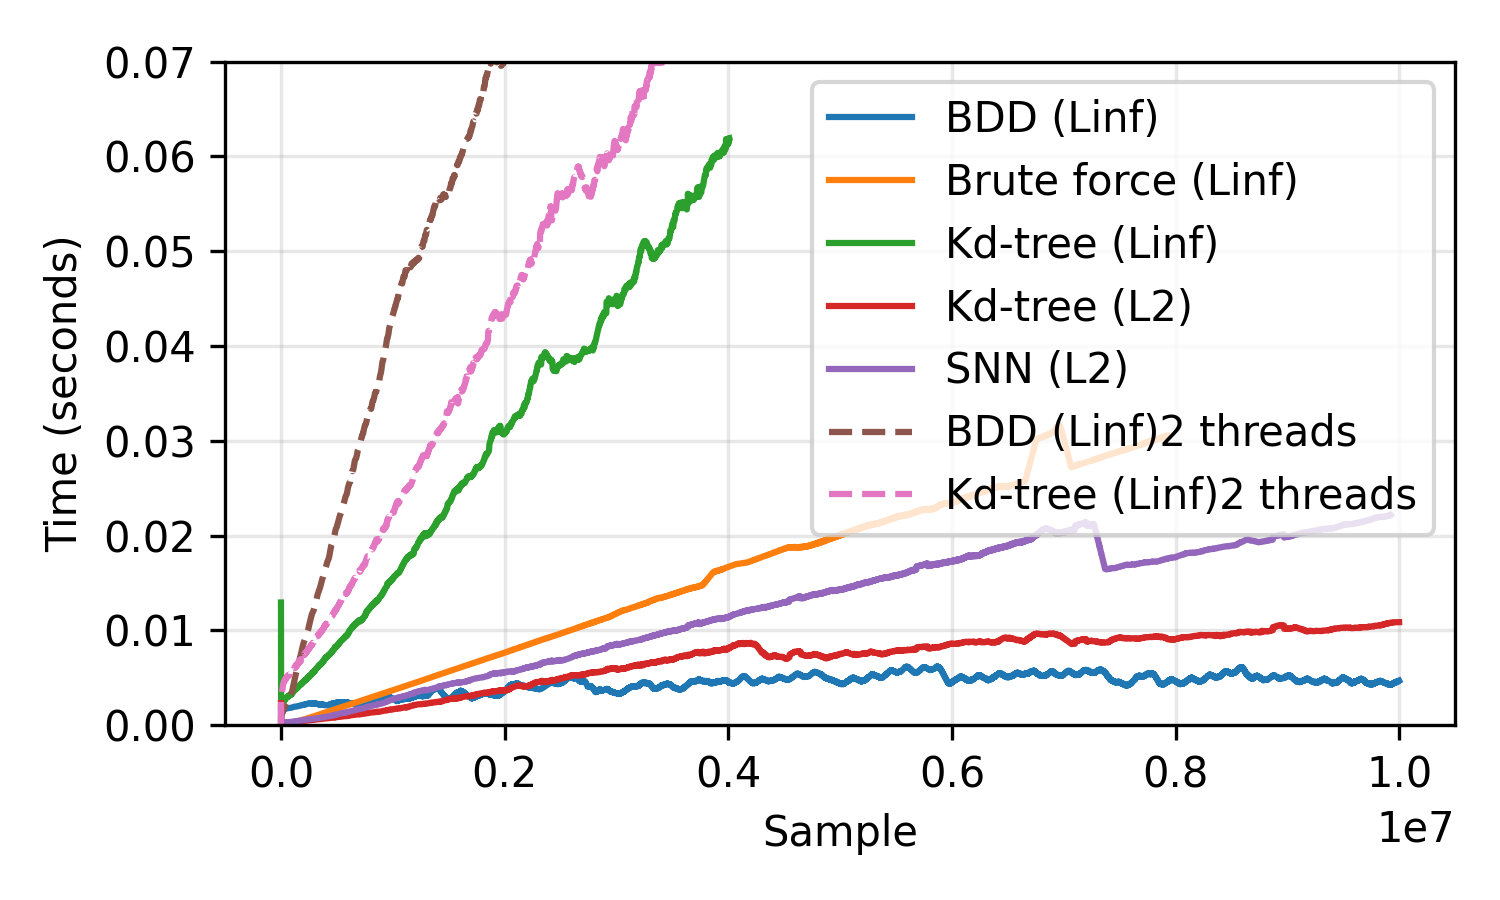 0.07
0.06
0.05
0.04
0.03
0.02
0.01
0.00
Time (seconds)
BDD (Linf)
Brute force (Linf)
Kd-tree (Linf)
Kd-tree (L2)
SNN (L2)
BDD (Linf)2 threads
Kd-tree (Linf)2 threads
0.0 0.2 0.4 0.6 0.8 1.0
1e7
Sample